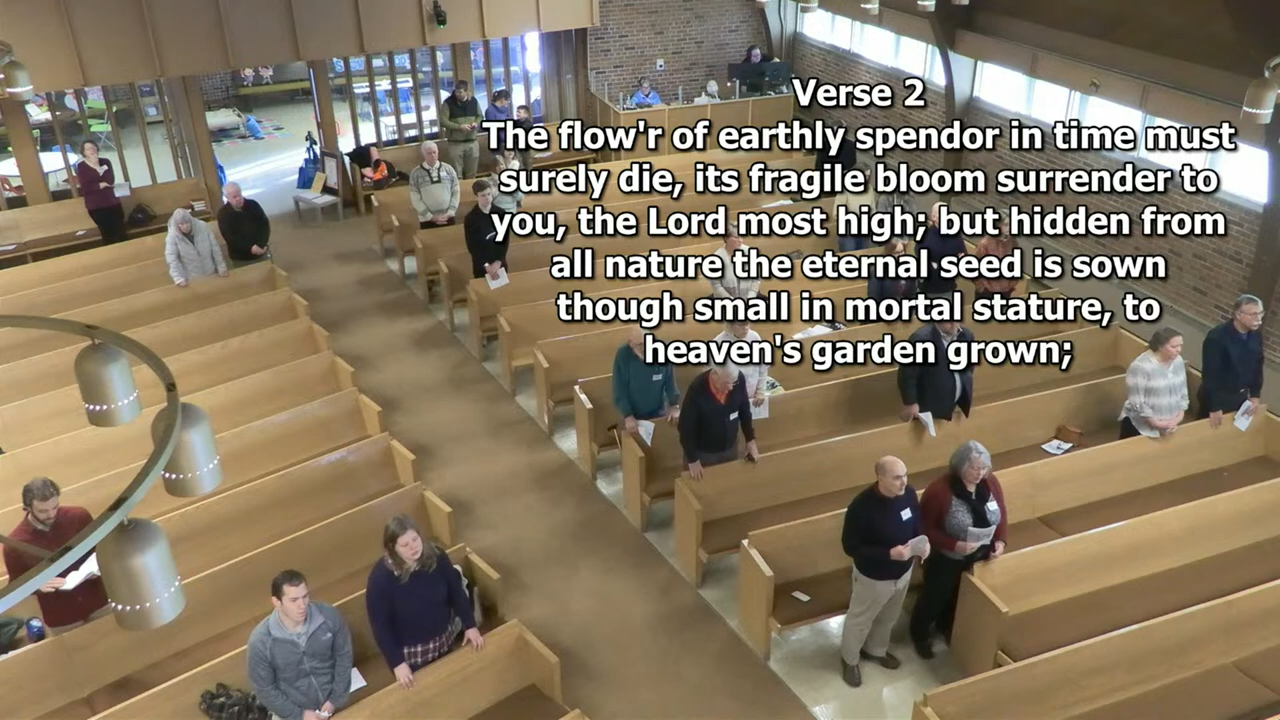 Verse 2
The flow'r of earthly spendor in time must
surely die, its fragile bloom surrender to
you, the Lord most high; but hidden from
all nature the eternal seed is sown
though small in mortal stature, to
heaven's garden grown;